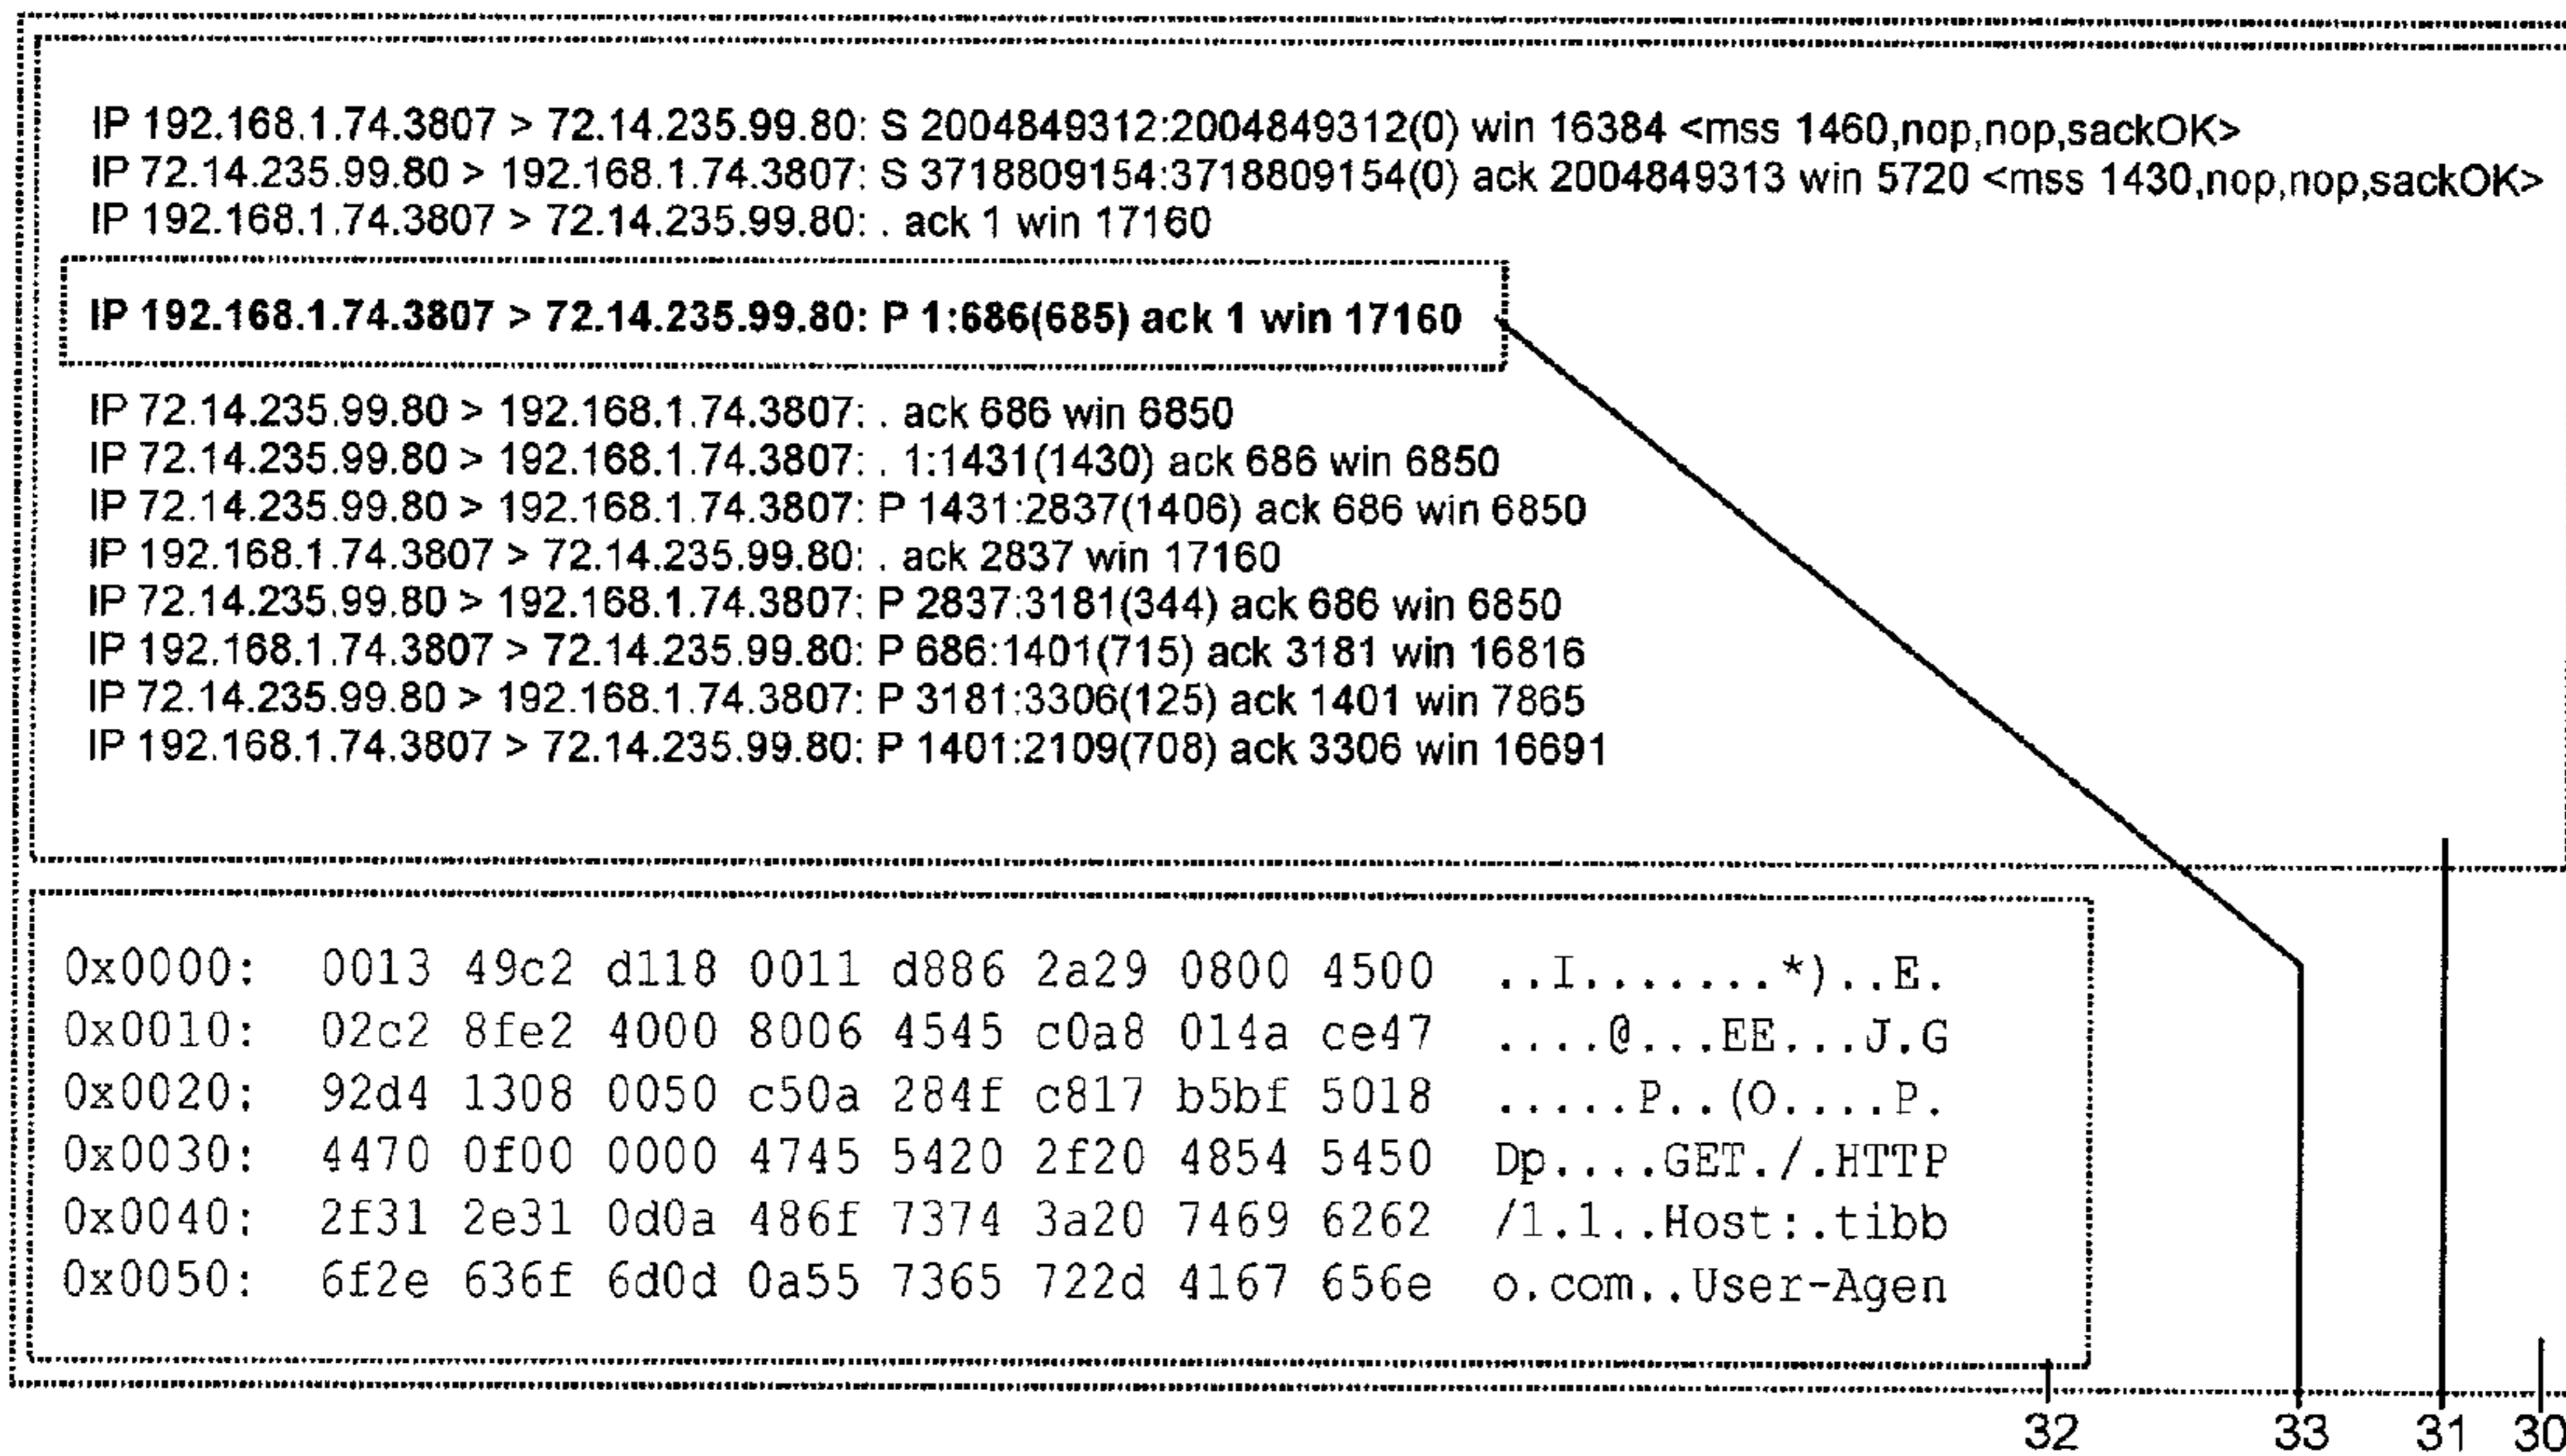 IP 192.168.1.74.3807 > 72.14.235.99.80: S 2004849312:2004849312(0) win 16384 <mss 1460,nop,nop,sackOK>
IP 72.14.235.99.80 > 192.168.1.74.3807: S 3718809154:3718809154(0) ack 2004849313 win 5720 <mss 1430,nop,nop,sackOK>
IP 192.168.1.74.3807 > 72.14.235.99.80: . ack 1 win 17160
IP 192.168.1.74.3807 > 72.14.235.99.80: P 1:686(685) ack 1 win 17160
IP 72.14.235.99.80 > 192.168.1.74.3807: . ack 686 win 6850
IP 72.14.235.99.80 > 192.168.1.74.3807: . 1:1431(1430) ack 686 win 6850
IP 72.14.235.99.80 > 192.168.1.74.3807: P 1431:2837(1406) ack 686 win 6850
IP 192.168.1.74.3807 > 72.14.235.99.80: . ack 2837 win 17160
IP 72.14.235.99.80 > 192.168.1.74.3807: P 2837:3181(344) ack 686 win 6850
IP 192.168.1.74.3807 > 72.14.235.99.80: P 686:1401(715) ack 3181 win 16816
IP 72.14.235.99.80 > 192.168.1.74.3807: P 3181:3306(125) ack 1401 win 7865
IP 192.168.1.74.3807 > 72.14.235.99.80: P 1401:2109(708) ack 3306 win 16691
0x0000: 0013 49c2 d118 0011 d886 2a29 0800 4500 ..I.......*)..E.
0x0010: 02c2 8fe2 4000 8006 4545 c0a8 014a ce47 ....@...EE...J.G
0x0020: 92d4 1308 0050 c50a 284f c817 b5bf 5018 .....P..(O....P.
0x0030: 4470 0f00 0000 4745 5420 2f20 4854 5450 Dp....GET./.HTTP
0x0040: 2f31 2e31 0d0a 486f 7374 3a20 7469 6262 /1.1..Host:.tibb
0x0050: 6f2e 636f 6d0d 0a55 7365 722d 4167 656e o.com..User-Agen
32 33 31 30